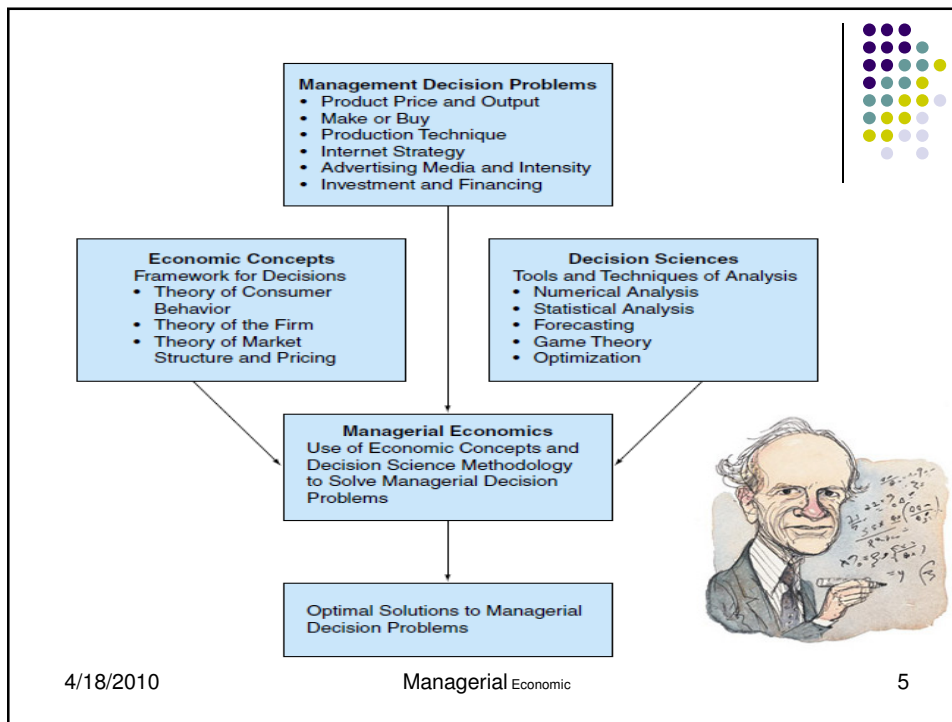 Management Decision Problems
• Product Price and Output
• Make or Buy
• Production Technique
• Internet Strategy
• Advertising Media and Intensity
• Investment and Financing
Economic Concepts
Framework for Decisions
• Theory of Consumer
Behavior
• Theory of the Firm
• Theory of Market
Structure and Pricing
Decision Sciences
Tools and Techniques of Analysis
• Numerical Analysis
• Statistical Analysis
• Forecasting
• Game Theory
• Optimization
Managerial Economics
Use of Economic Concepts and
Decision Science Methodology
to Solve Managerial Decision
Problems
Optimal Solutions to Managerial
Decision Problems
4/18/2010 Managerial Economic 5